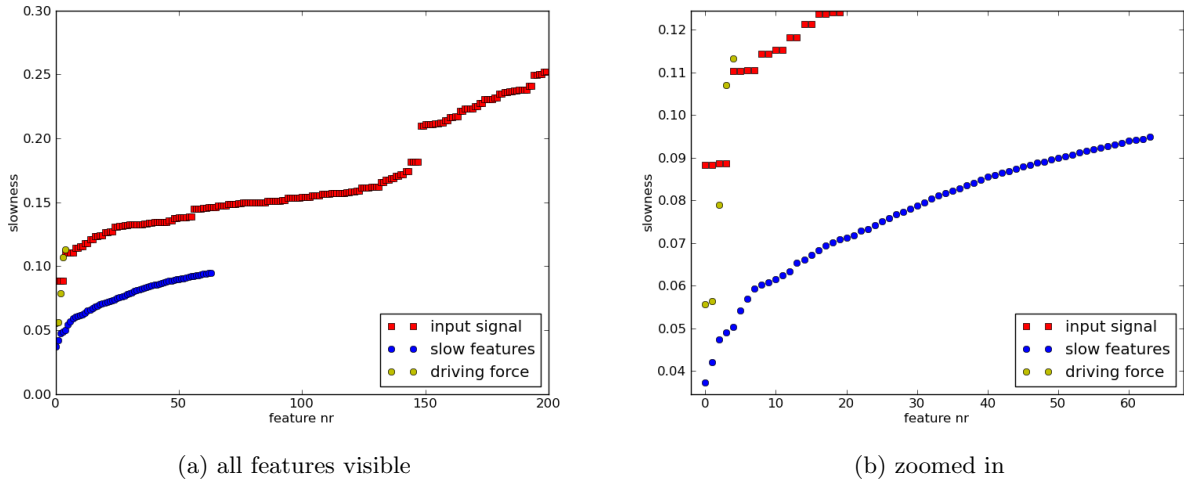 0.30
0.25
0.20
0.15
0.10
0.05
0.00
slowness
0
50
100
150
200
feature nr
input signal
slow features
driving force
(a) all features visible
0.12
0.11
0.10
0.09
0.08
0.07
0.06
0.05
0.04
slowness
0
10
20
30
40
50
60
feature nr
input signal
slow features
driving force
(b) zoomed in